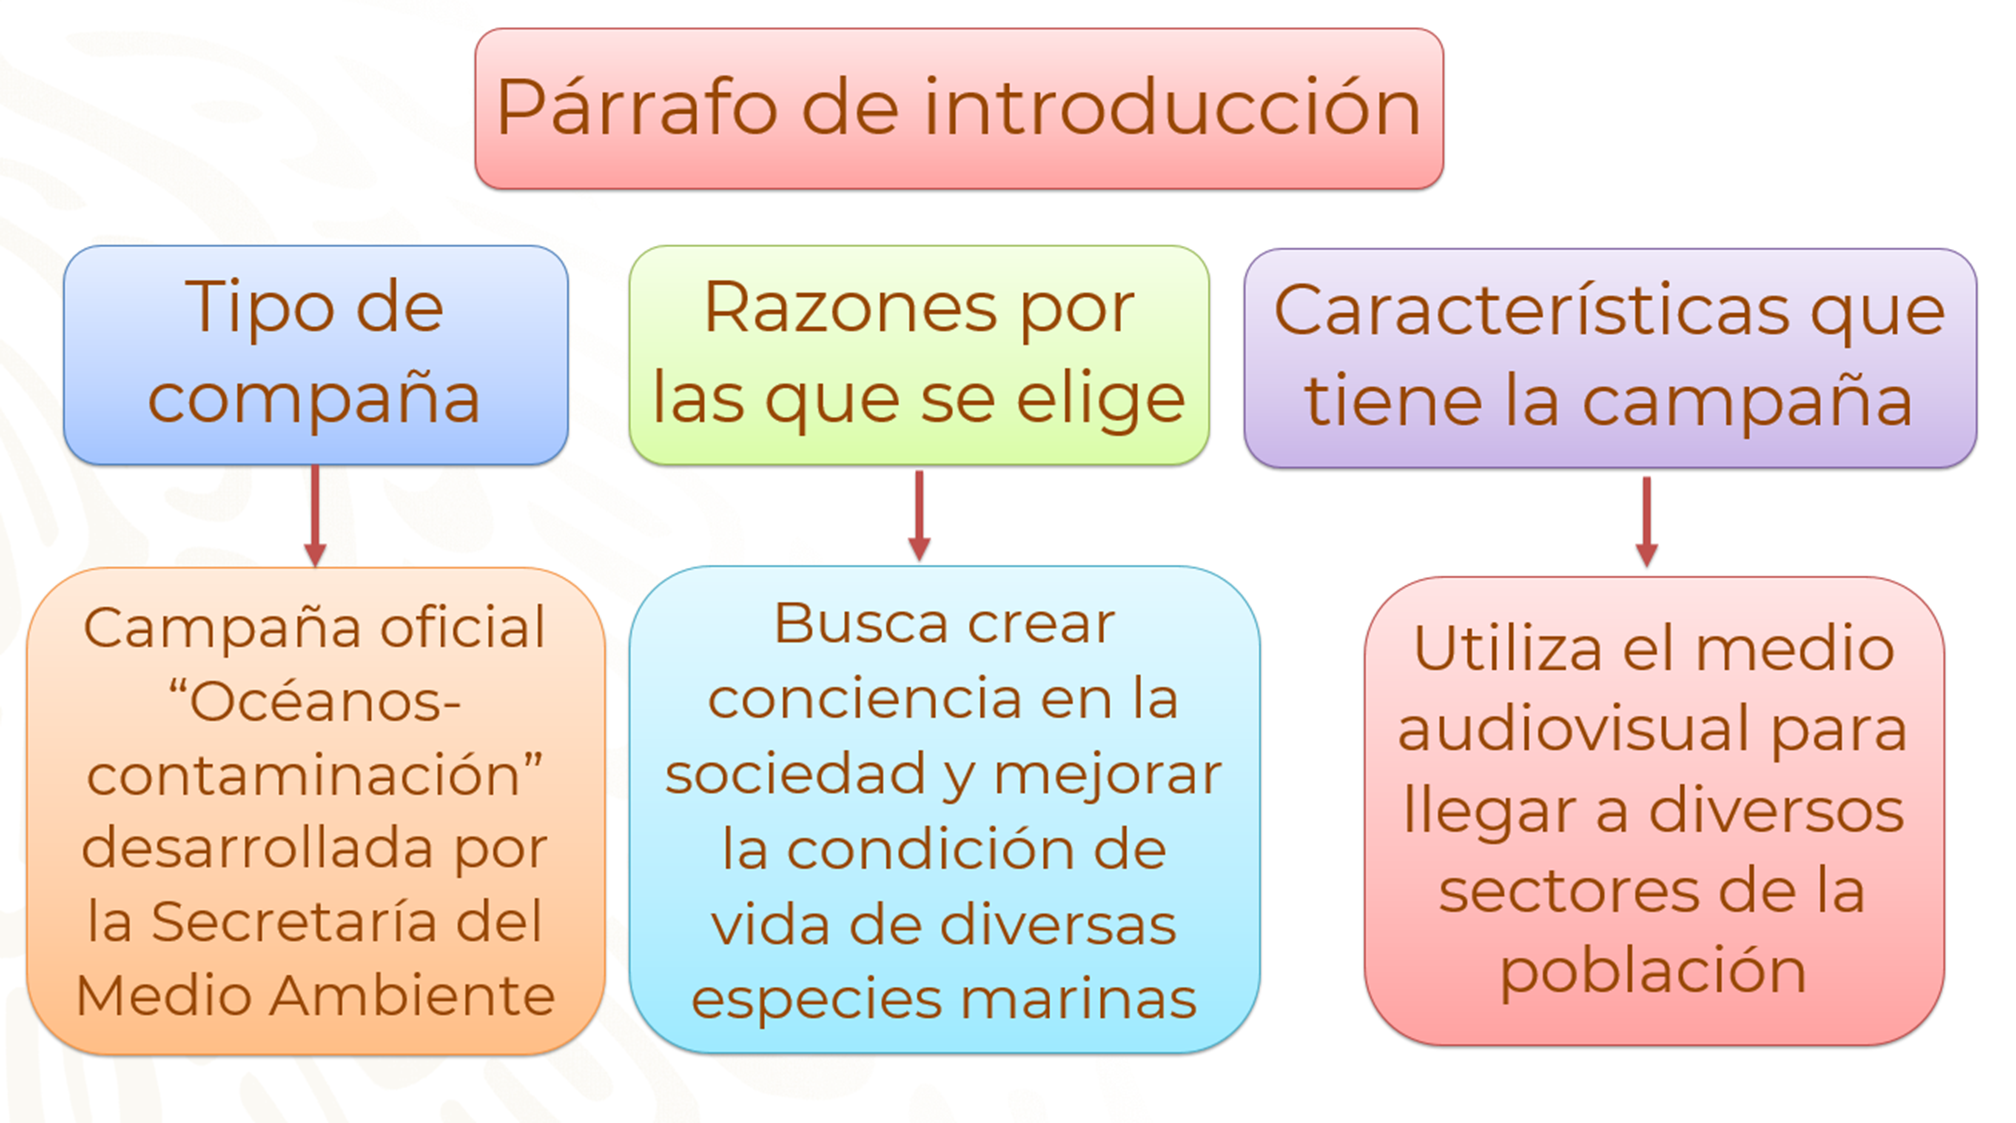 Párrafo de introducción
Tipo de
compaña
Razones por
las que se elige
Características que
tiene la campaña
Campaña oficial
“Océanos-
contaminación”
desarrollada por
la Secretaría del
Medio Ambiente
Busca crear
conciencia en la
sociedad y mejorar
la condición de
vida de diversas
especies marinas
Utiliza el medio
audiovisual para
llegar a diversos
sectores de la
población